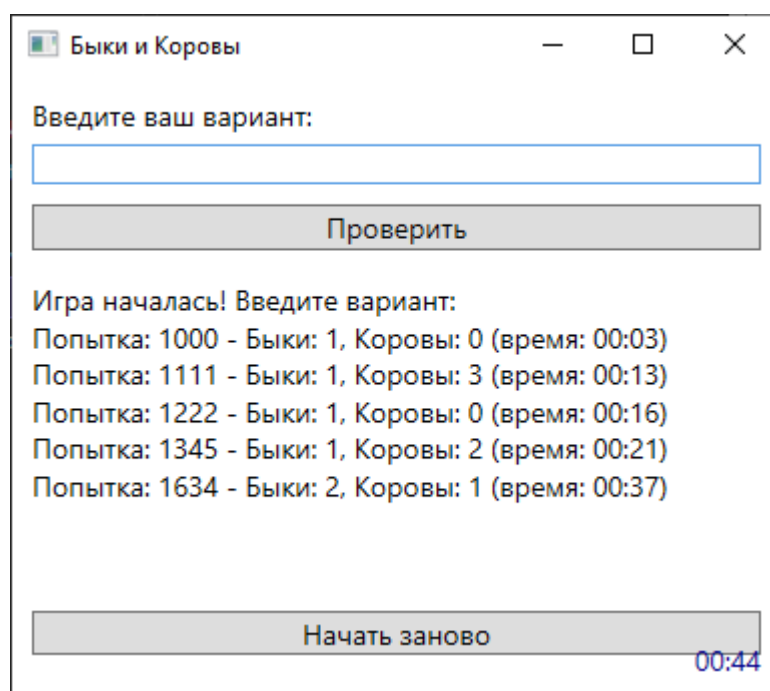 Быки и Коровы
Введите ваш вариант:
Проверить
Игра началась! Введите вариант:
Попытка: 1000 - Быки: 1, Коровы: 0 (время: 00:03)
Попытка: 1111 - Быки: 1, Коровы: 3 (время: 00:13)
Попытка: 1222 - Быки: 1, Коровы: 0 (время: 00:16)
Попытка: 1345 - Быки: 1, Коровы: 2 (время: 00:21)
Попытка: 1634 - Быки: 2, Коровы: 1 (время: 00:37)
Начать заново
00:44